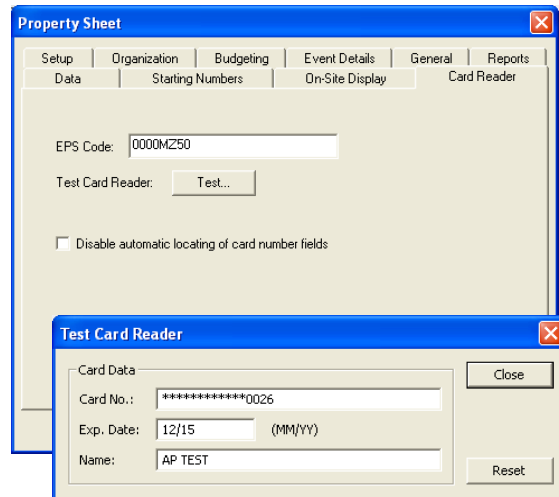 Property Sheet
Setup Organization Budgeting Event Details General Reports
Data Starting Numbers On-Site Display Card Reader
EPS Code: 0000MZ50
Test Card Reader: Test...
Disable automatic locating of card number fields
Test Card Reader
Card Data
Close
Card No.: ************0026
Exp. Date: 12/15 (MM/YY)
Name: AP TEST
Reset